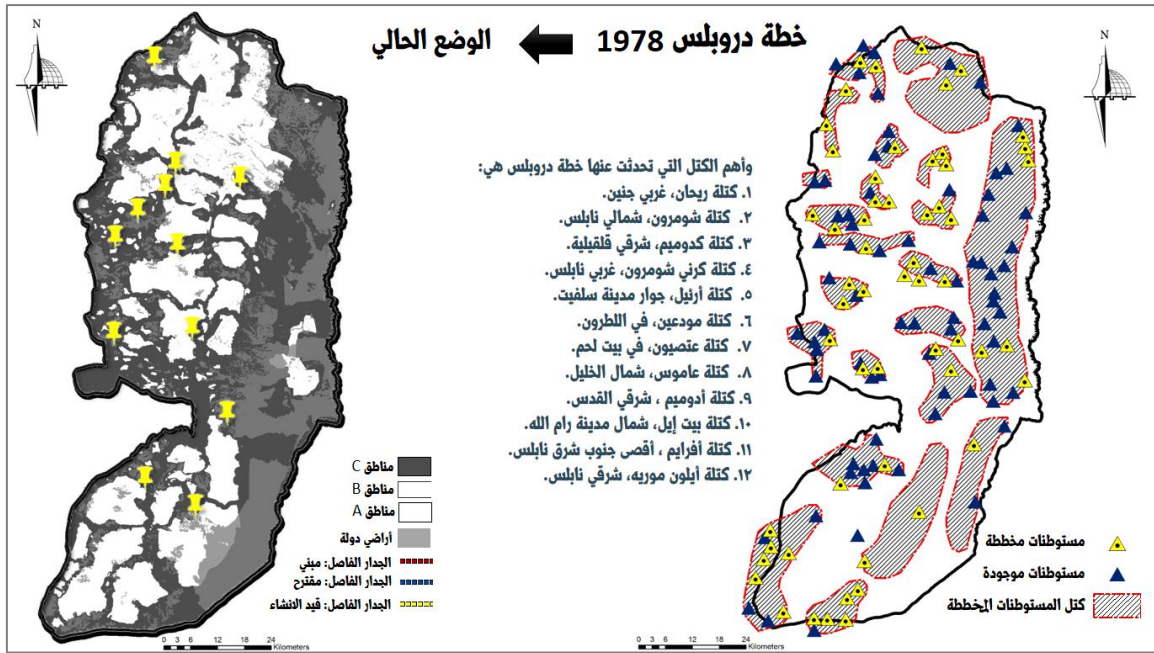 خطة دروبلس 1978
الوضع الحالي
N
N
وأهم الكتل التي تحدثت عنها خطة دروبلس هي:
١. كتلة ريحان، غربي جنين.
٢. كتلة شومرون، شمالي نابلس.
٣. كتلة كدوميم، شرقي قلقيلية.
٤. كتلة كرني شومرون، غربي نابلس.
٥. كتلة أرئيل، جوار مدينة سلفيت.
٦. كتلة مودعين، في اللطرون.
٧. كتلة عتصيون، في بيت لحم.
٨. كتلة عاموس، شمال الخليل.
٩. كتلة أدوميم ، شرقي القدس.
١٠. كتلة بيت إيل، شمال مدينة رام الله.
١١. كتلة أفرايم ، أقصى جنوب شرق نابلس.
١٢. كتلة أيلون موريه، شرقي نابلس.
مستوطنات مخططة
مستوطنات موجودة
كتل المستوطنات المخططة
0 3 6 12 18 24
Kilometers
مناطق C
مناطق B
مناطق A
أراضي دولة
الجدار الفاصل: مبني
الجدار الفاصل: مقترح
الجدار الفاصل: قيد الانشاء
0 3 6 12 18 24
Kilometers